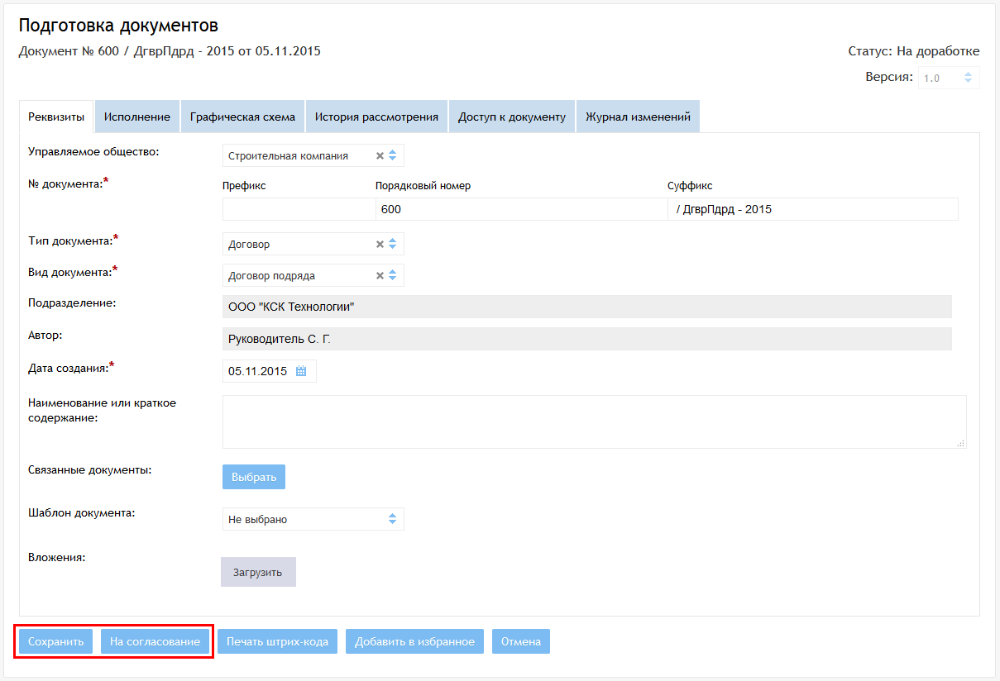 Подготовка документов
Документ № 600 / ДгврПдрд - 2015 от 05.11.2015
Статус: На доработке
Версия: 1.0
Реквизиты Исполнение Графическая схема История рассмотрения Доступ к документу Журнал изменений
Управляемое общество: Строительная компания
№ документа:* Префикс Порядковый номер Суффикс
600 / ДгврПдрд - 2015
Тип документа:* Договор
Вид документа:* Договор подряда
Подразделение: ООО "КСК Технологии"
Автор: Руководитель С. Г.
Дата создания:* 05.11.2015
Наименование или краткое
содержание:
Связанные документы: Выбрать
Шаблон документа: Не выбрано
Вложения: Загрузить
Сохранить На согласование Печать штрих-кода Добавить в избранное Отмена